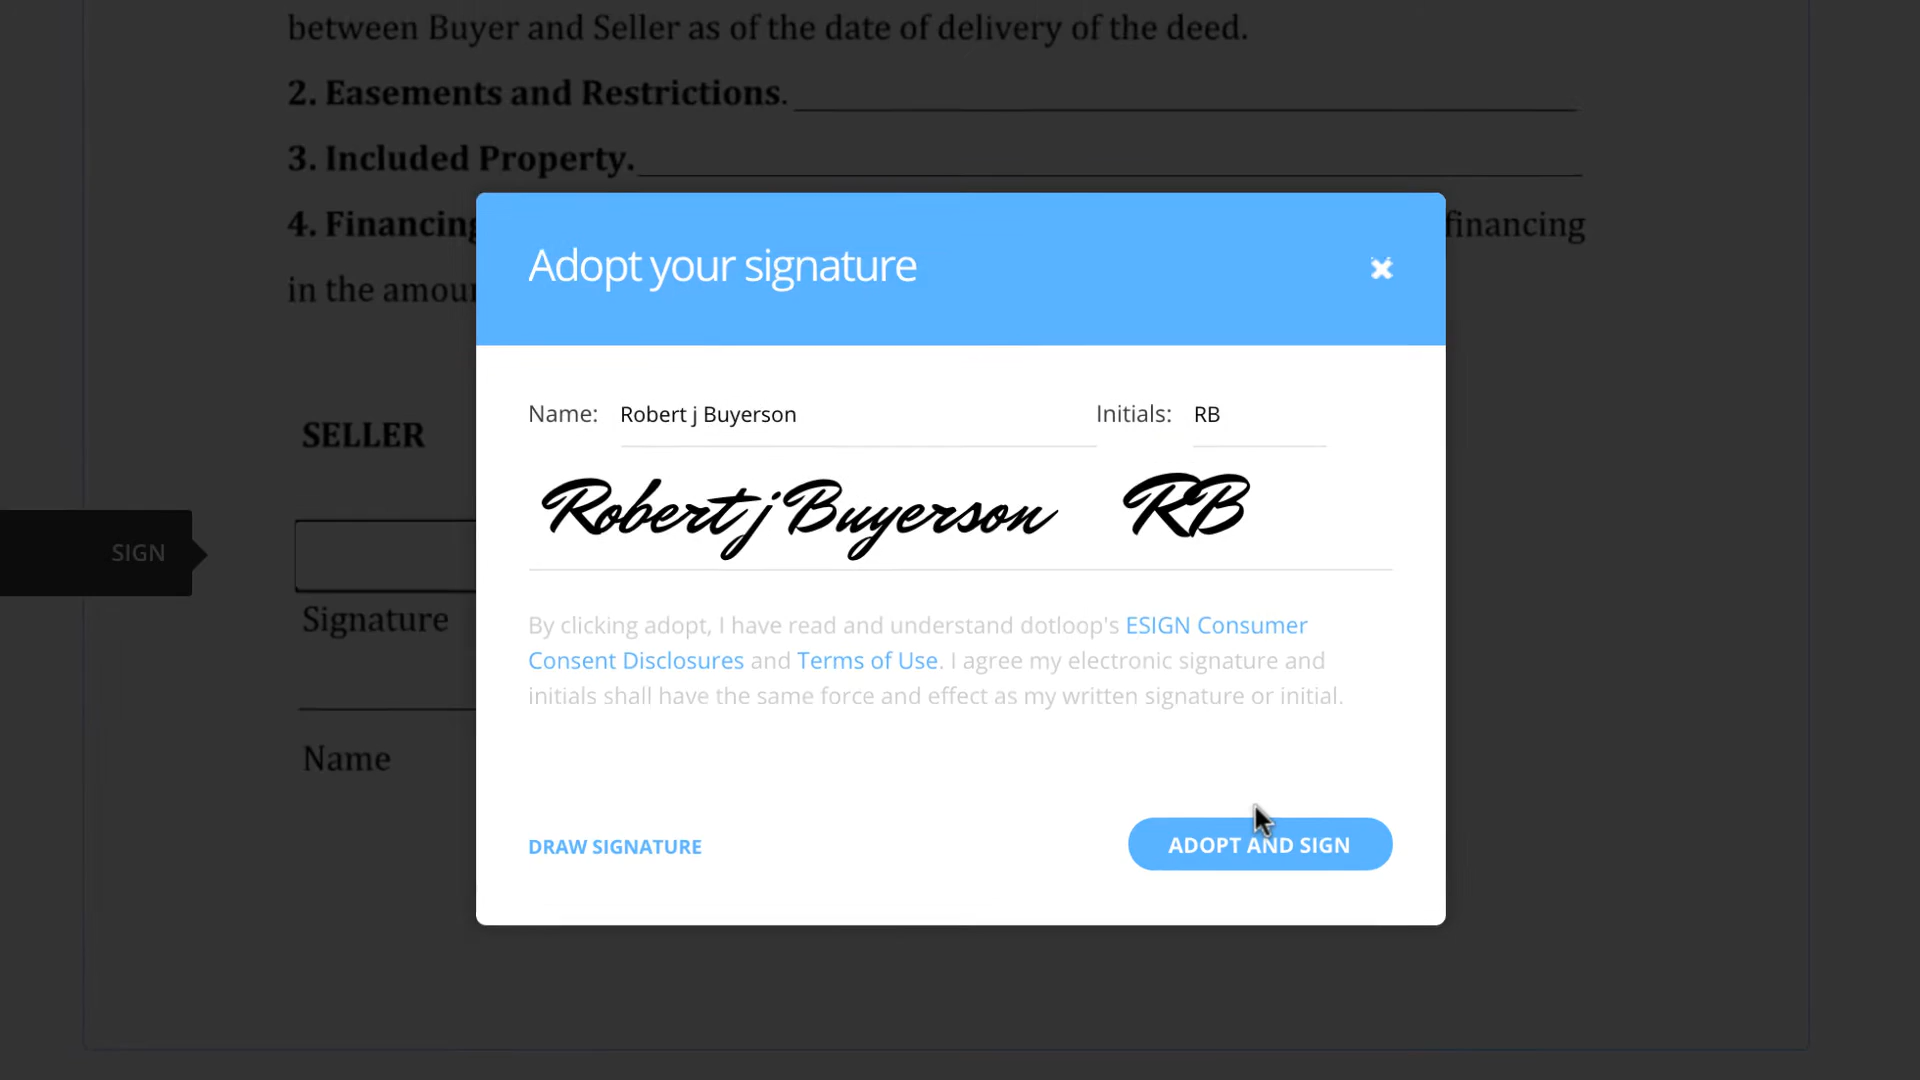 between Buyer and Seller as of the date of delivery of the deed.
2. Easements and Restrictions.
3. Included Property.
4. Financing
financing
in the amoun
Adopt your signature
Name: Robert j Buyerson Initials: RB
Robert j Buyerson RB
SELLER
SIGN
Signature
Name
By clicking adopt, I have read and understand dotloop's ESIGN Consumer
Consent Disclosures and Terms of Use. I agree my electronic signature and
initials shall have the same force and effect as my written signature or initial.
DRAW SIGNATURE
ADOPT AND SIGN